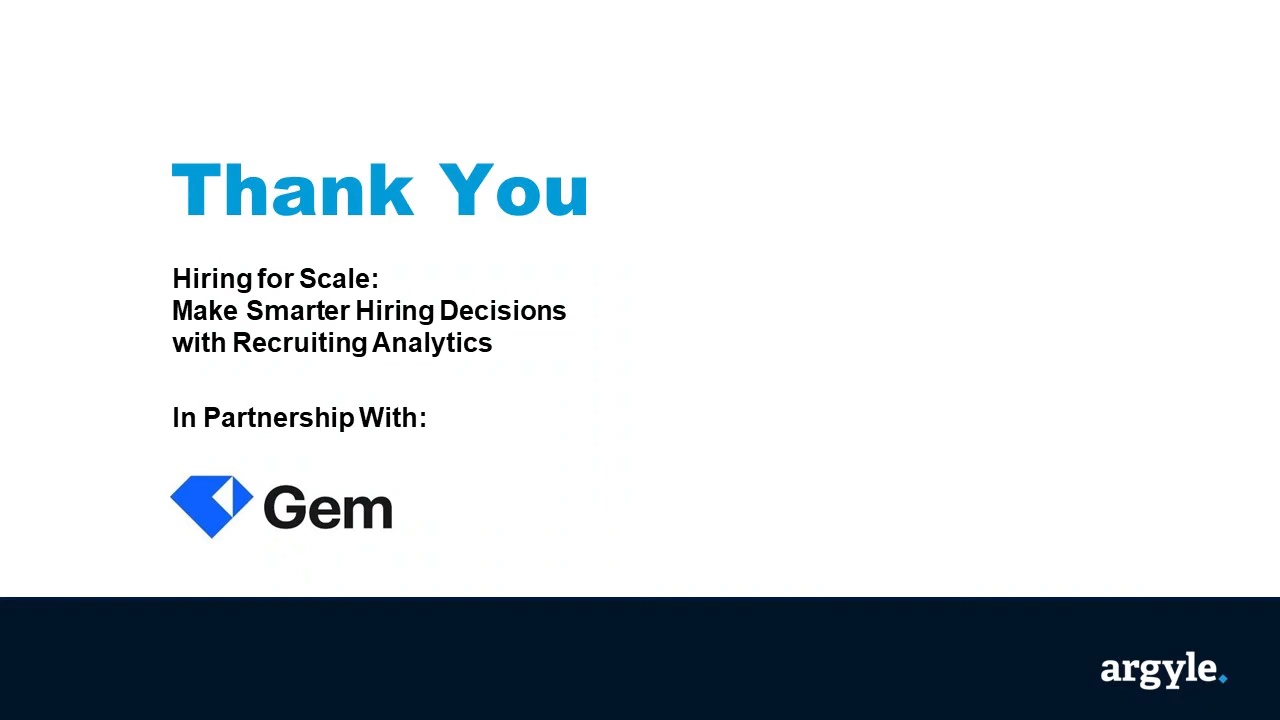 Thank You
Hiring for Scale:
Make Smarter Hiring Decisions
with Recruiting Analytics
In Partnership With:
Gem
argyle.